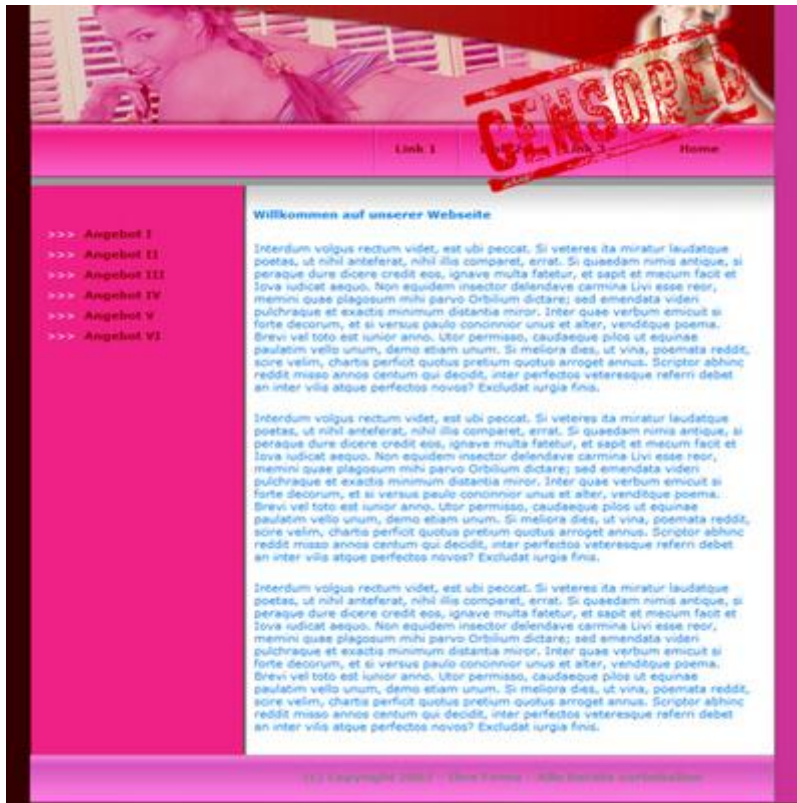 CENSORED
Link 1
Link 3
Home
>>> Angebot I
>>> Angebot II
>>> Angebot III
>>> Angebot IV
>>> Angebot V
>>> Angebot VI
Willkommen auf unserer Webseite
Interdum volgus rectum videt, est ubi peccat. Si veteres ita miratur laudatque
poetas, ut nihil anteferat, nihil illis comparet, errat. Si quaedam nimis antique, si
peraque dure dicere credit eos, ignave multa fatetur, et sapit et mecum facit et
Iova iudicat aequo. Non equidem insector delendave carmina Livi esse reor,
memini quae plagosum mihi parvo Orbilium dictare; sed emendata videri
pulchraque et exactis minimum distantia miror. Inter quae verbum emicuit si
forte decorum, et si versus paulo concinnior unus et alter, venditque poema.
Brevi vel toto est iunior anno. Utor permisso, caudaeque pilos ut equinae
paulatim vello unum, demo etiam unum. Si meliora dies, ut vina, poemata reddit,
scire velim, chartis perficit quotus pretium quotus arroget annus. Scriptor abhinc
reddit misso annos centum qui decidit, inter perfectos veteresque referri debet
an inter vilis atque perfectos novos? Excludat iurgia finis.
Interdum volgus rectum videt, est ubi peccat. Si veteres ita miratur laudatque
poetas, ut nihil anteferat, nihil illis comparet, errat. Si quaedam nimis antique, si
peraque dure dicere credit eos, ignave multa fatetur, et sapit et mecum facit et
Iova iudicat aequo. Non equidem insector delendave carmina Livi esse reor,
memini quae plagosum mihi parvo Orbilium dictare; sed emendata videri
pulchraque et exactis minimum distantia miror. Inter quae verbum emicuit si
forte decorum, et si versus paulo concinnior unus et alter, venditque poema.
Brevi vel toto est iunior anno. Utor permisso, caudaeque pilos ut equinae
paulatim vello unum, demo etiam unum. Si meliora dies, ut vina, poemata reddit,
scire velim, chartis perficit quotus pretium quotus arroget annus. Scriptor abhinc
reddit misso annos centum qui decidit, inter perfectos veteresque referri debet
an inter vilis atque perfectos novos? Excludat iurgia finis.
Interdum volgus rectum videt, est ubi peccat. Si veteres ita miratur laudatque
poetas, ut nihil anteferat, nihil illis comparet, errat. Si quaedam nimis antique, si
peraque dure dicere credit eos, ignave multa fatetur, et sapit et mecum facit et
Iova iudicat aequo. Non equidem insector delendave carmina Livi esse reor,
memini quae plagosum mihi parvo Orbilium dictare; sed emendata videri
pulchraque et exactis minimum distantia miror. Inter quae verbum emicuit si
forte decorum, et si versus paulo concinnior unus et alter, venditque poema.
Brevi vel toto est iunior anno. Utor permisso, caudaeque pilos ut equinae
paulatim vello unum, demo etiam unum. Si meliora dies, ut vina, poemata reddit,
scire velim, chartis perficit quotus pretium quotus arroget annus. Scriptor abhinc
reddit misso annos centum qui decidit, inter perfectos veteresque referri debet
an inter vilis atque perfectos novos? Excludat iurgia finis.
(c) Copyright - Ihre Firma - Alle Rechte vorbehalten